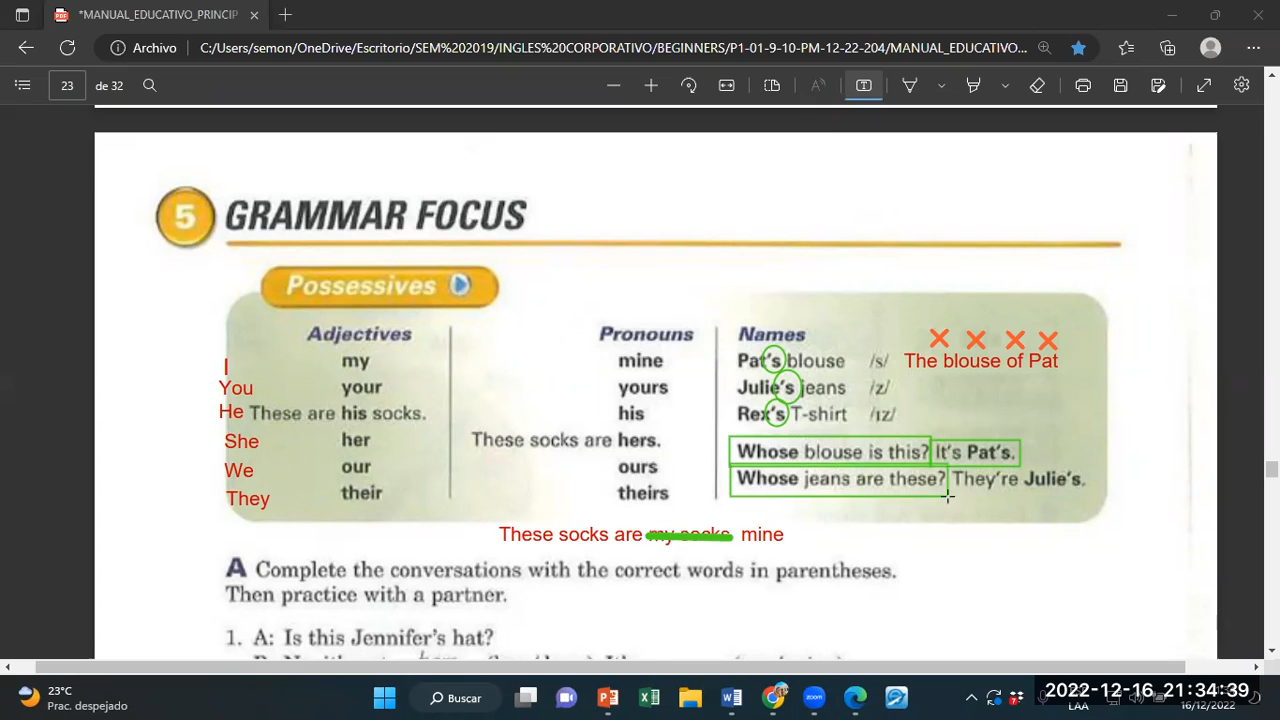 *MANUAL_EDUCATIVO_PRINCIP
Archivo C:/Users/semon/OneDrive/Escritorio/SEM%202019/INGLES%20CORPORATIVO/BEGINNERS/P1-01-9-10-PM-12-22-204/MANUAL_EDUCATIVO...
23 de 32
5 GRAMMAR FOCUS
Possessives
Adjectives Pronouns Names
I my mine Pat's blouse /s/ The blouse of Pat
You your yours Julie's jeans /z/
He These are his socks. his Rex's T-shirt /ɪz/
She her These socks are hers.
Whose blouse is this? It's Pat's.
We our ours
Whose jeans are these? They're Julie's.
They their theirs
These socks are my socks mine
A Complete the conversations with the correct words in parentheses.
Then practice with a partner.
1. A: Is this Jennifer's hat?
23°C
Prac. despejado
Buscar
zoom
LAA
2022-12-16 21:34:39
16/12/2022